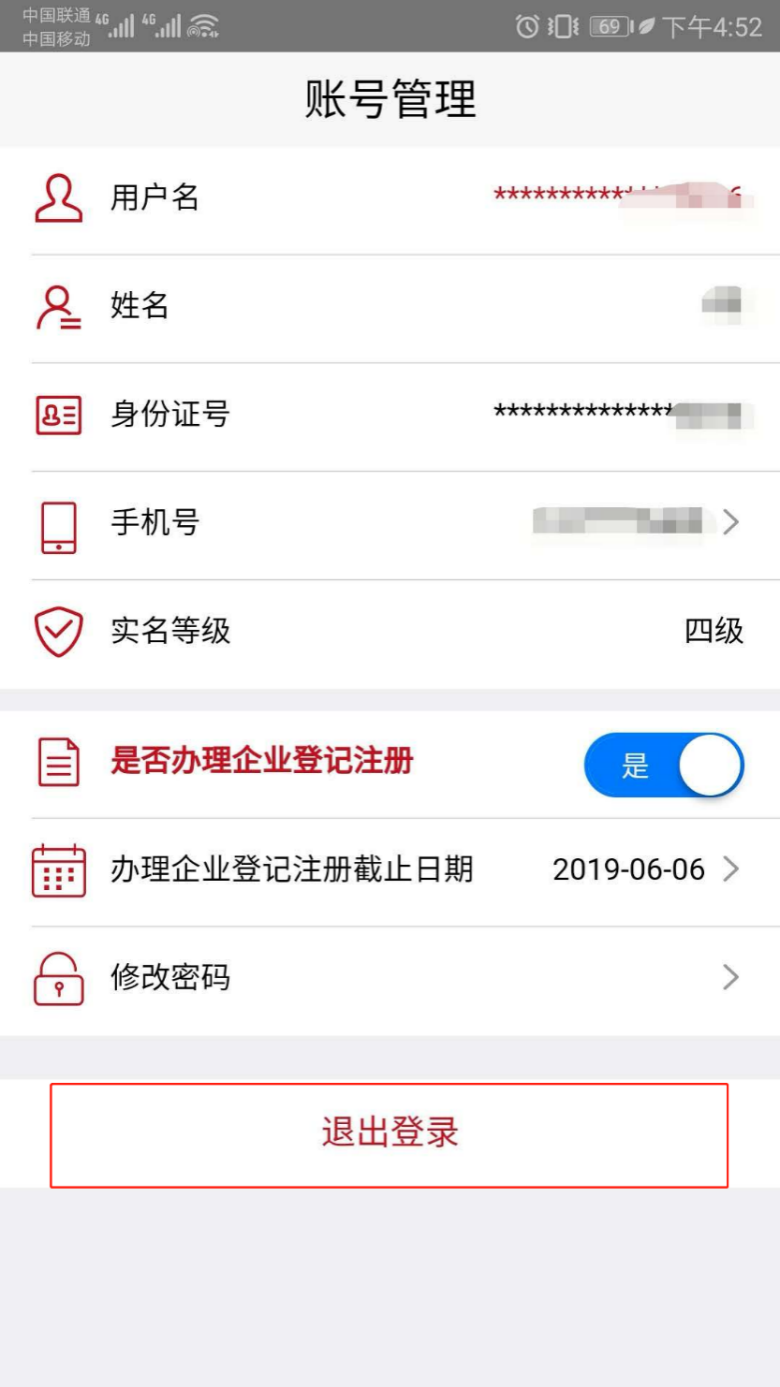 中国联通 4G 4G 69 下午4:52
中国移动
账号管理
用户名 ***********
姓名
身份证号 **************
手机号
实名等级 四级
是否办理企业登记注册 是
办理企业登记注册截止日期 2019-06-06
修改密码
退出登录